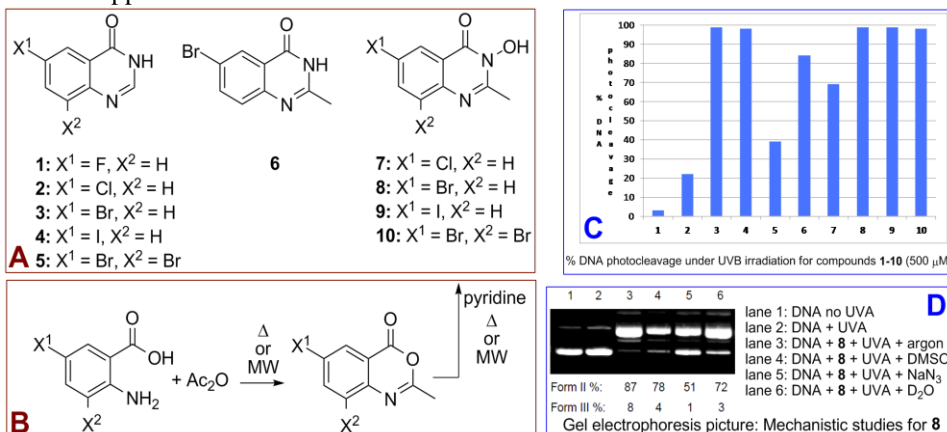 O
X¹
NH
N
X²
1: X¹ = F, X² = H
2: X¹ = Cl, X² = H
3: X¹ = Br, X² = H
4: X¹ = I, X² = H
5: X¹ = Br, X² = Br
O
Br
NH
N
6
O
X¹
N
OH
N
X²
7: X¹ = Cl, X² = H
8: X¹ = Br, X² = H
9: X¹ = I, X² = H
10: X¹ = Br, X² = Br
A
X¹
O
OH
NH₂
X²
+ Ac₂O
Δ
or
MW
O
X¹
O
N
X²
pyridine
Δ
or
MW
B
% DNA photocleavage
100
90
80
70
60
50
40
30
20
10
0
1 2 3 4 5 6 7 8 9 10
C
% DNA photocleavage under UVB irradiation for compounds 1-10 (500 μM
D
1 2 3 4 5 6
Form II %: 87 78 51 72
Form III %: 8 4 1 3
lane 1: DNA no UVA
lane 2: DNA + UVA
lane 3: DNA + 8 + UVA + argon
lane 4: DNA + 8 + UVA + DMSO
lane 5: DNA + 8 + UVA + NaN₃
lane 6: DNA + 8 + UVA + D₂O
Gel electrophoresis picture: Mechanistic studies for 8